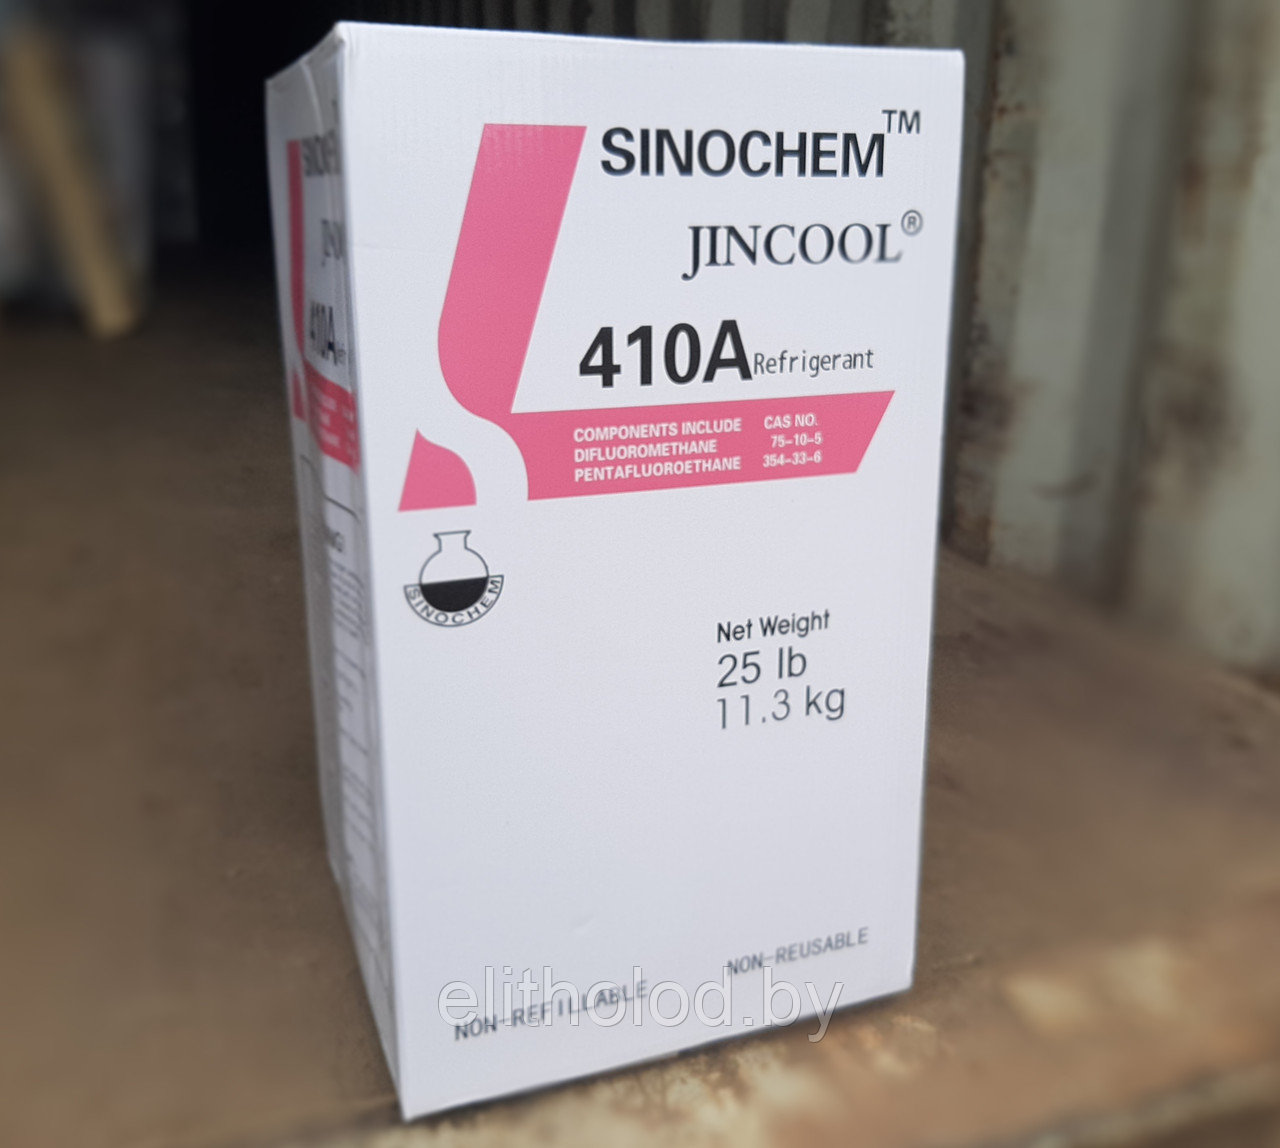 SINOCHEM™
JINCOOL®
410A Refrigerant
COMPONENTS INCLUDE CAS NO.
DIFLUOROMETHANE 75-10-5
PENTAFLUOROETHANE 354-33-6
SINOCHEM
Net Weight
25 lb
11.3 kg
NON-REFILLABLE NON-REUSABLE
elitholod.by
SINOCHEM
410A